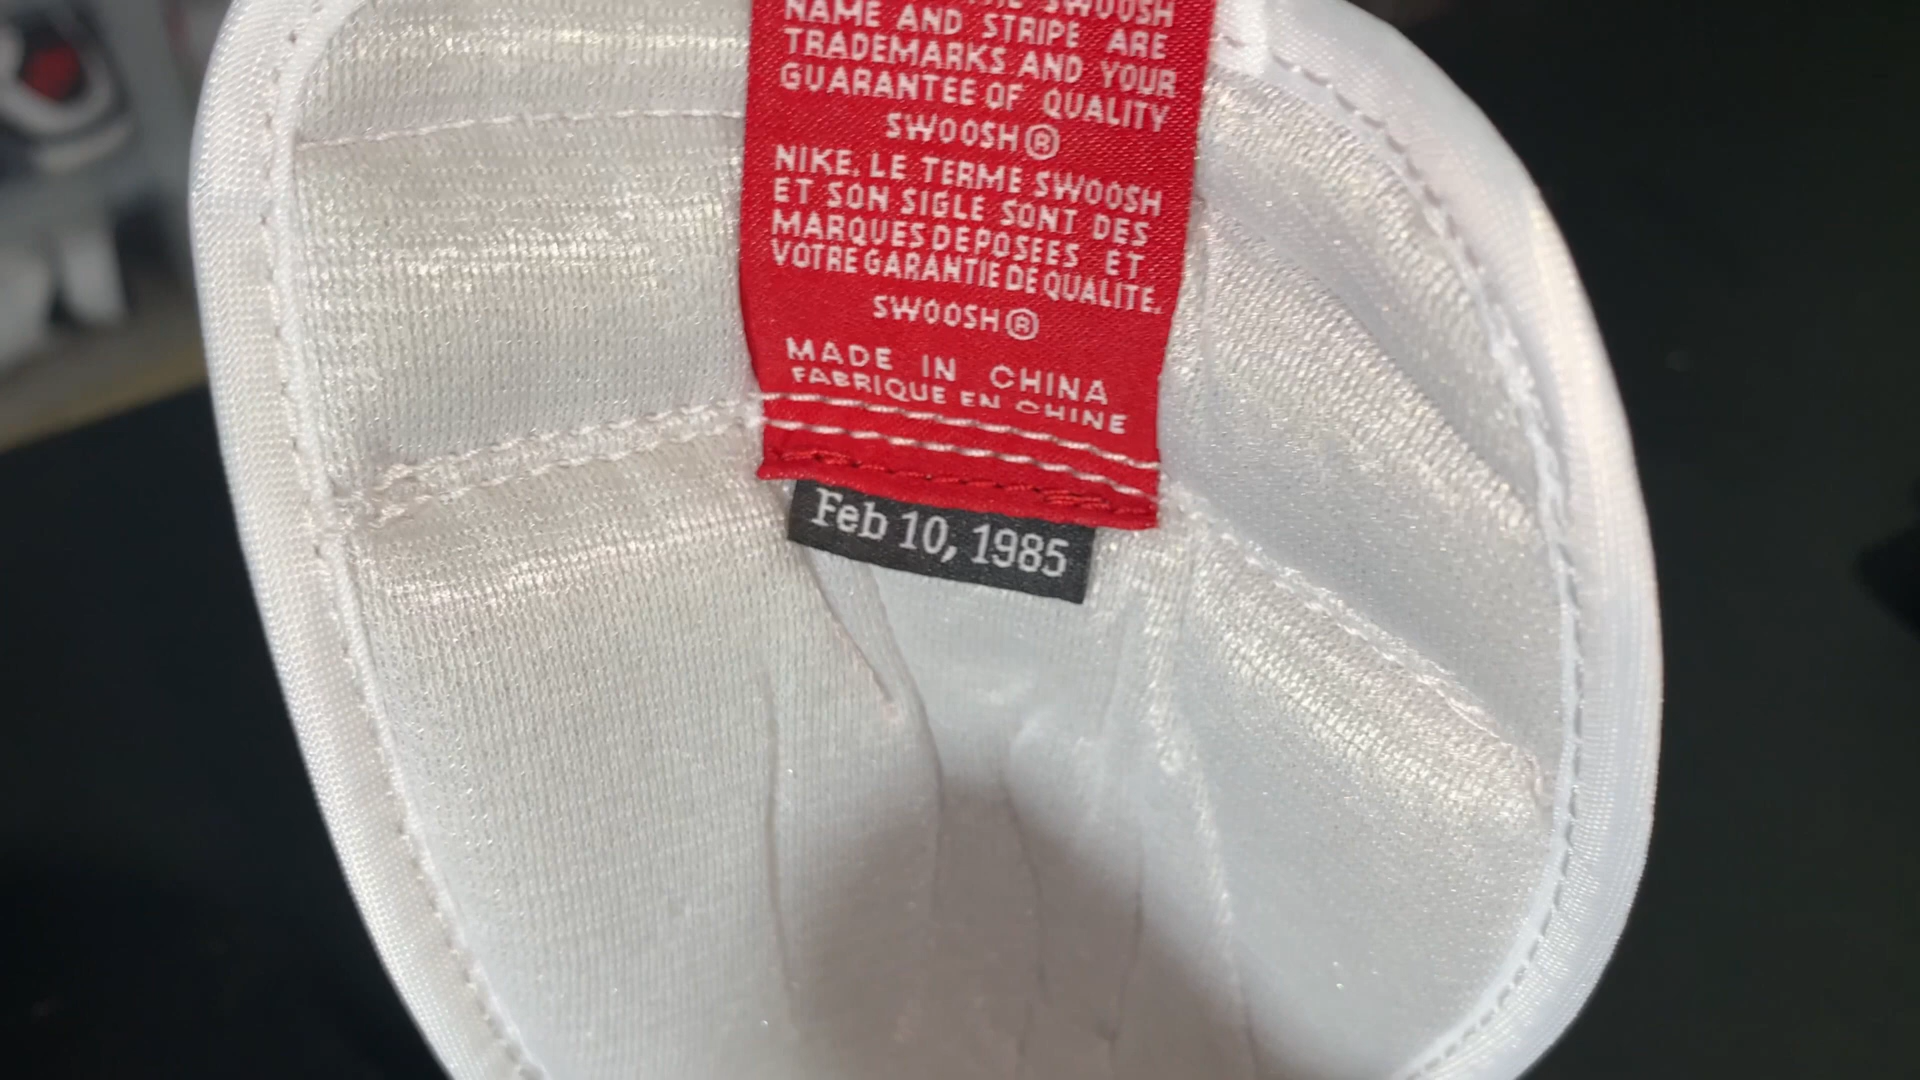 SWOOSH
NAME AND STRIPE ARE
TRADEMARKS AND YOUR
GUARANTEE OF QUALITY
SWOOSH®
NIKE, LE TERME SWOOSH
ET SON SIGLE SONT DES
MARQUES DEPOSEES ET
VOTRE GARANTIE DE QUALITE.
SWOOSH®
MADE IN CHINA
FABRIQUE EN CHINE
Feb 10, 1985